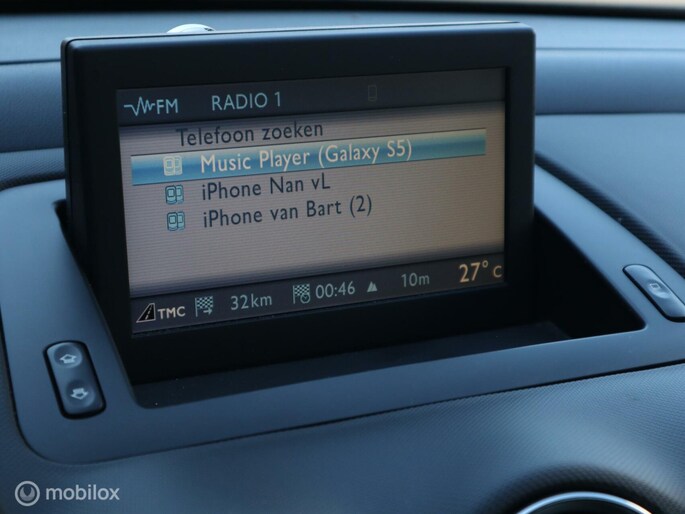 FM RADIO 1
Telefoon zoeken
Music Player (Galaxy S5)
iPhone Nan vL
iPhone van Bart (2)
TMC 32km 00:46 10m 27° C
mobilox